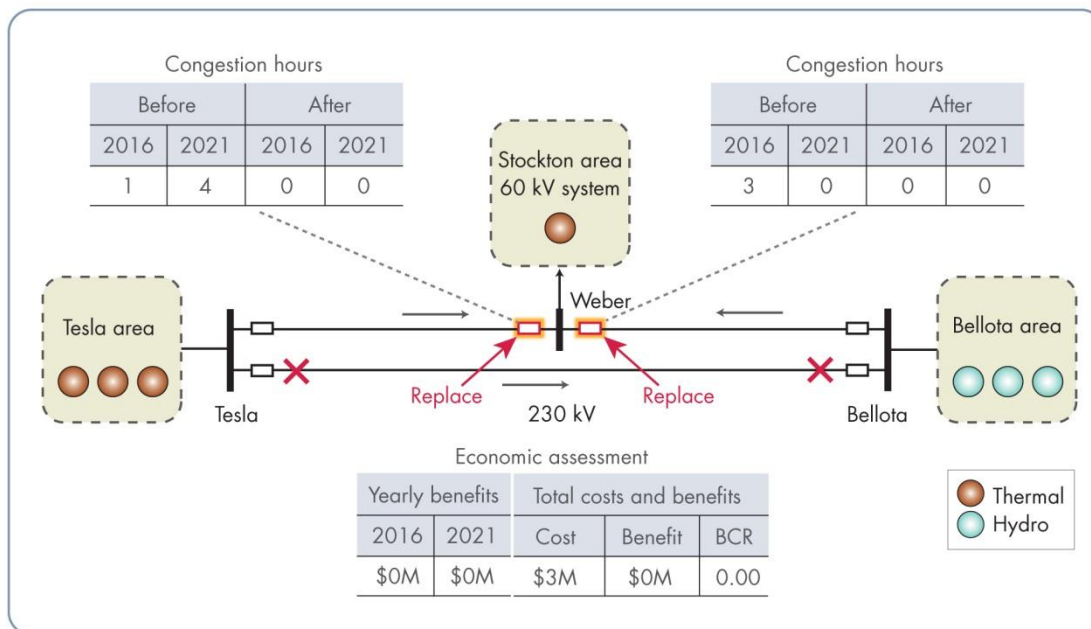 Congestion hours
Before After
2016 2021 2016 2021
1 4 0 0
Congestion hours
Before After
2016 2021 2016 2021
3 0 0 0
Stockton area
60 kV system
Weber
Tesla area
Bellota area
Replace
Replace
Tesla
230 kV
Bellota
Economic assessment
Yearly benefits Total costs and benefits
2016 2021 Cost Benefit BCR
$0M $0M $3M $0M 0.00
Thermal
Hydro